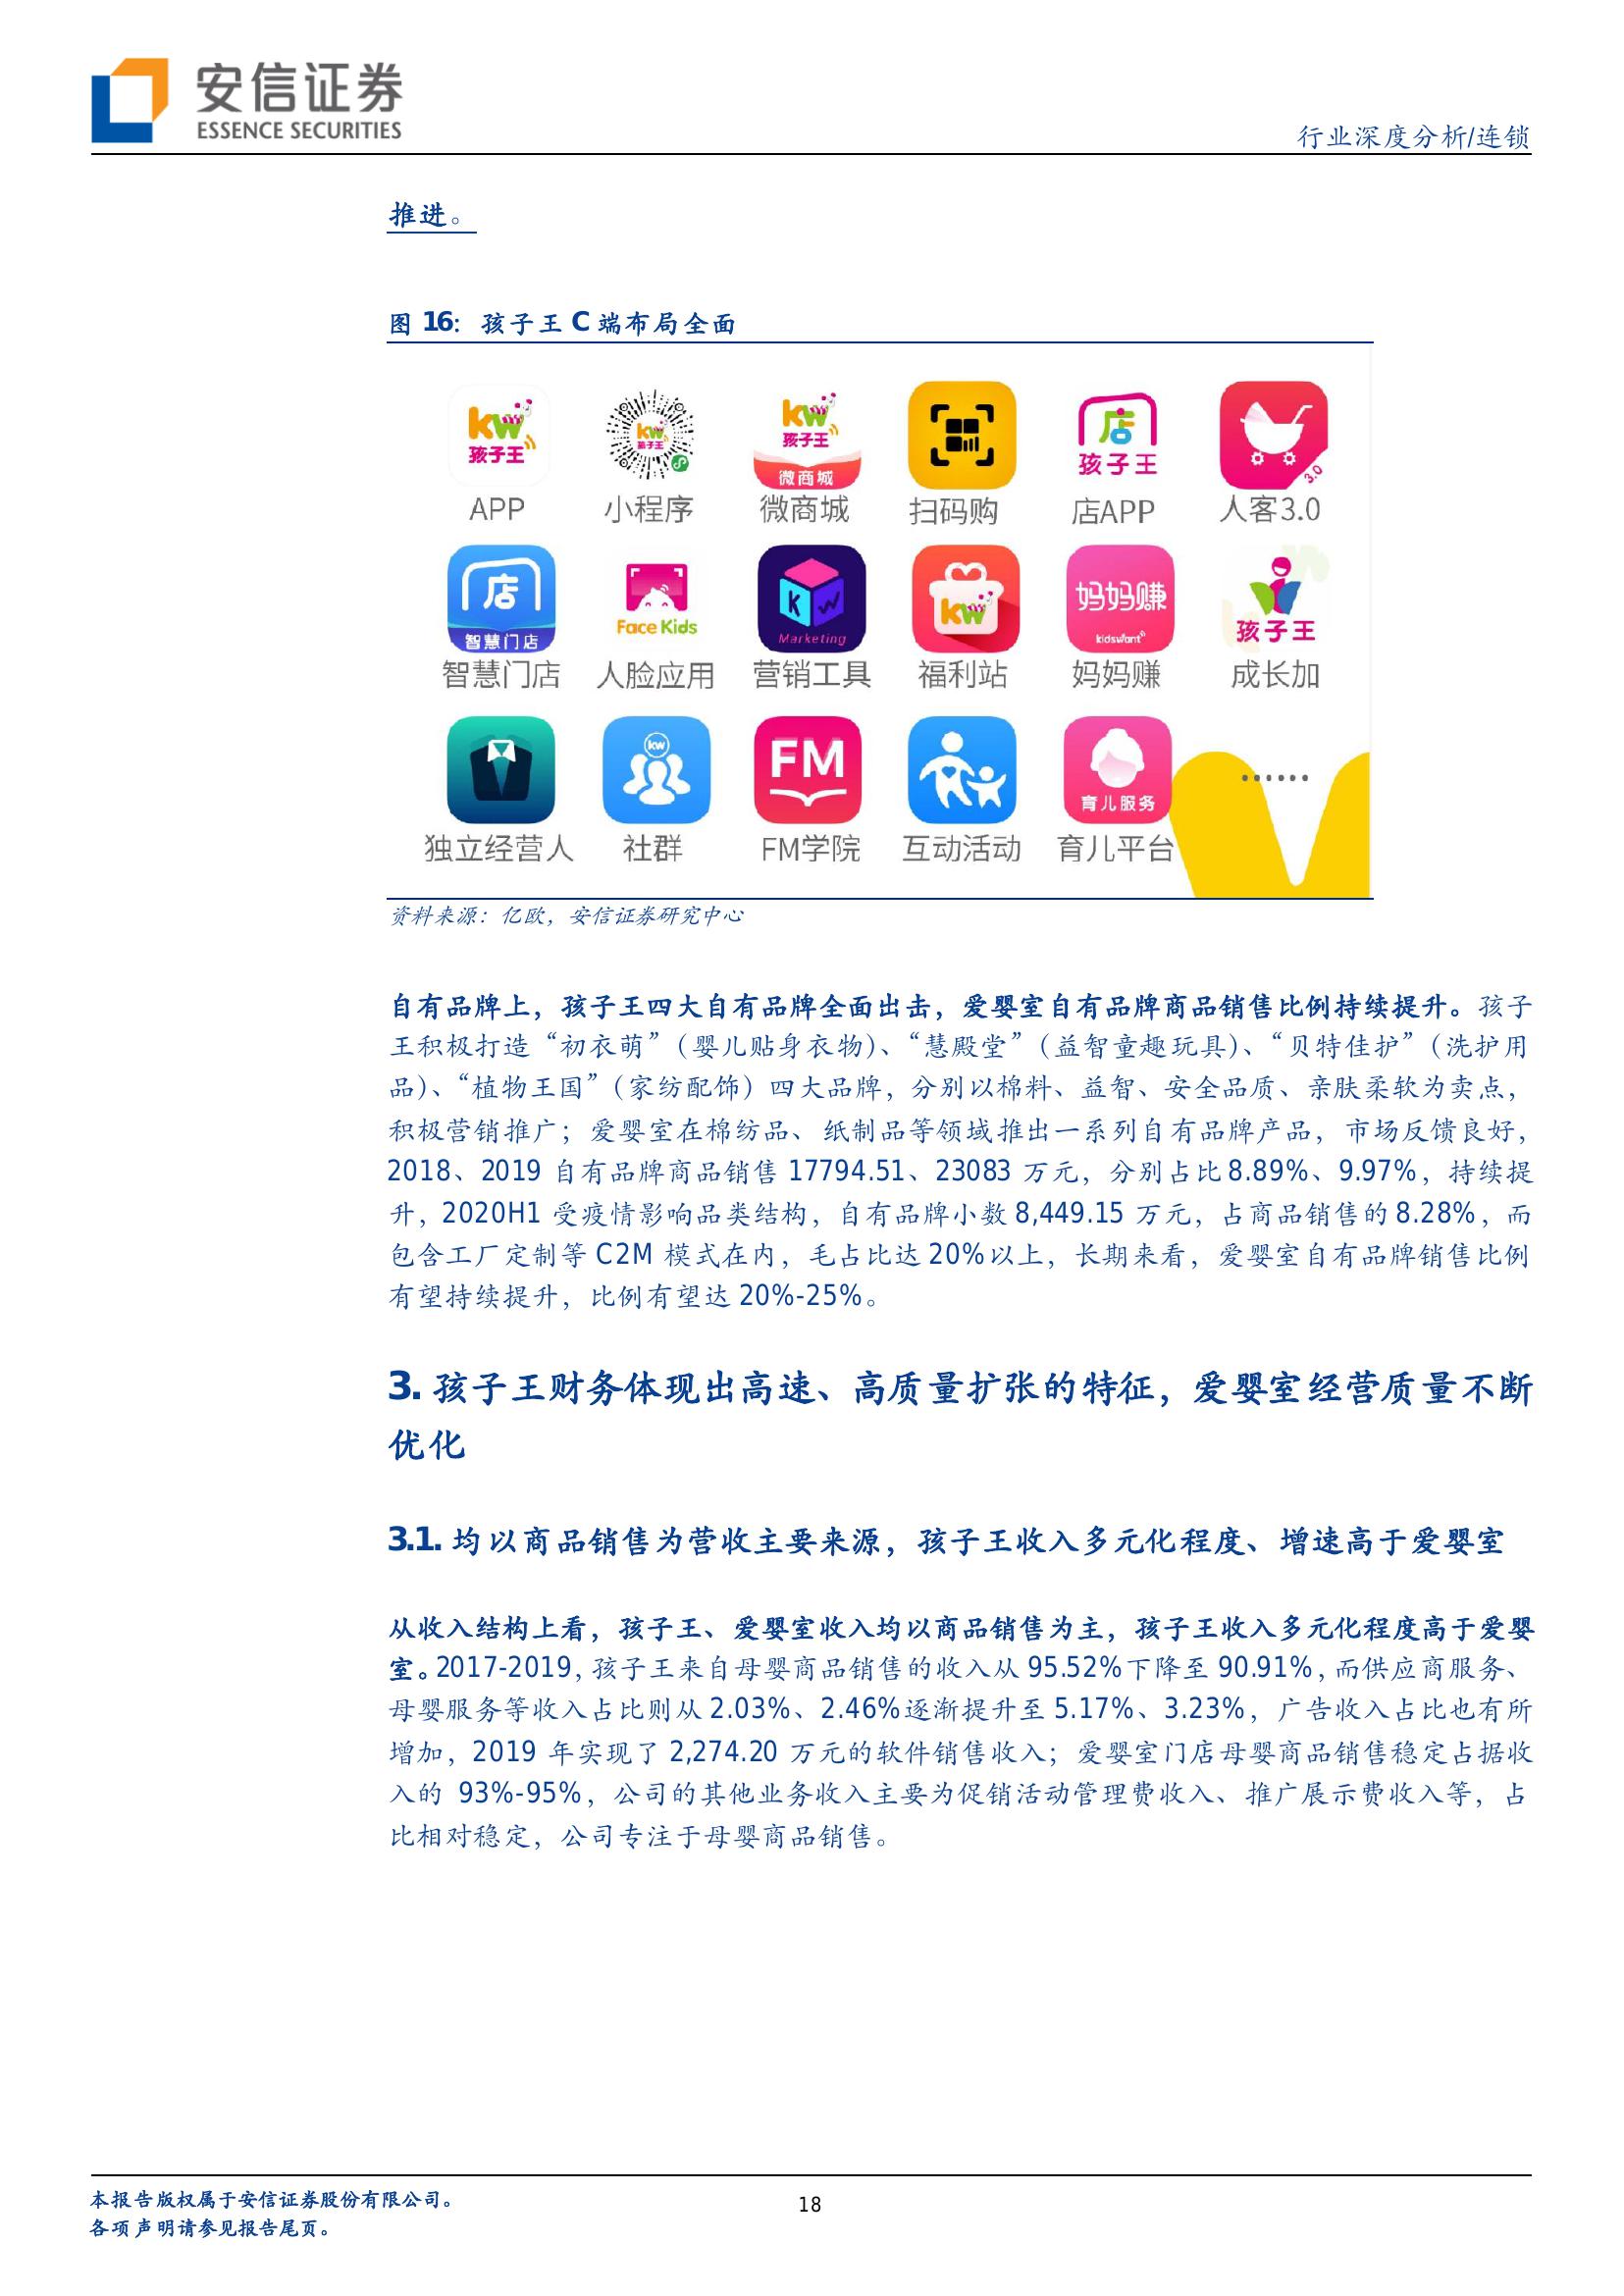 安信证券
ESSENCE SECURITIES
行业深度分析/连锁
推进。
图 16：孩子王 C 端布局全面
kw 孩子王
kw 孩子王
kw 孩子王
微商城
店
孩子王
3.0
APP 小程序 微商城 扫码购 店APP 人客3.0
店
智慧门店
Face Kids
KW
Marketing
kw
妈妈赚
kidswant
孩子王
智慧门店 人脸应用 营销工具 福利站 妈妈赚 成长加
kw
FM
育儿服务
......
独立经营人 社群 FM学院 互动活动 育儿平台
资料来源：亿欧，安信证券研究中心
自有品牌上，孩子王四大自有品牌全面出击，爱婴室自有品牌商品销售比例持续提升。孩子
王积极打造“初衣萌”（婴儿贴身衣物）、“慧殿堂”（益智童趣玩具）、“贝特佳护”（洗护用
品）、“植物王国”（家纺配饰）四大品牌，分别以棉料、益智、安全品质、亲肤柔软为卖点，
积极营销推广；爱婴室在棉纺品、纸制品等领域推出一系列自有品牌产品，市场反馈良好，
2018、2019 自有品牌商品销售 17794.51、23083 万元，分别占比 8.89%、9.97%，持续提
升，2020H1 受疫情影响品类结构，自有品牌小数 8,449.15 万元，占商品销售的 8.28%，而
包含工厂定制等 C2M 模式在内，毛占比达 20%以上，长期来看，爱婴室自有品牌销售比例
有望持续提升，比例有望达 20%-25%。
3. 孩子王财务体现出高速、高质量扩张的特征，爱婴室经营质量不断
优化
3.1. 均以商品销售为营收主要来源，孩子王收入多元化程度、增速高于爱婴室
从收入结构上看，孩子王、爱婴室收入均以商品销售为主，孩子王收入多元化程度高于爱婴
室。2017-2019，孩子王来自母婴商品销售的收入从 95.52%下降至 90.91%，而供应商服务、
母婴服务等收入占比则从 2.03%、2.46%逐渐提升至 5.17%、3.23%，广告收入占比也有所
增加，2019 年实现了 2,274.20 万元的软件销售收入；爱婴室门店母婴商品销售稳定占据收
入的 93%-95%，公司的其他业务收入主要为促销活动管理费收入、推广展示费收入等，占
比相对稳定，公司专注于母婴商品销售。
本报告版权属于安信证券股份有限公司。
各项声明请参见报告尾页。
18